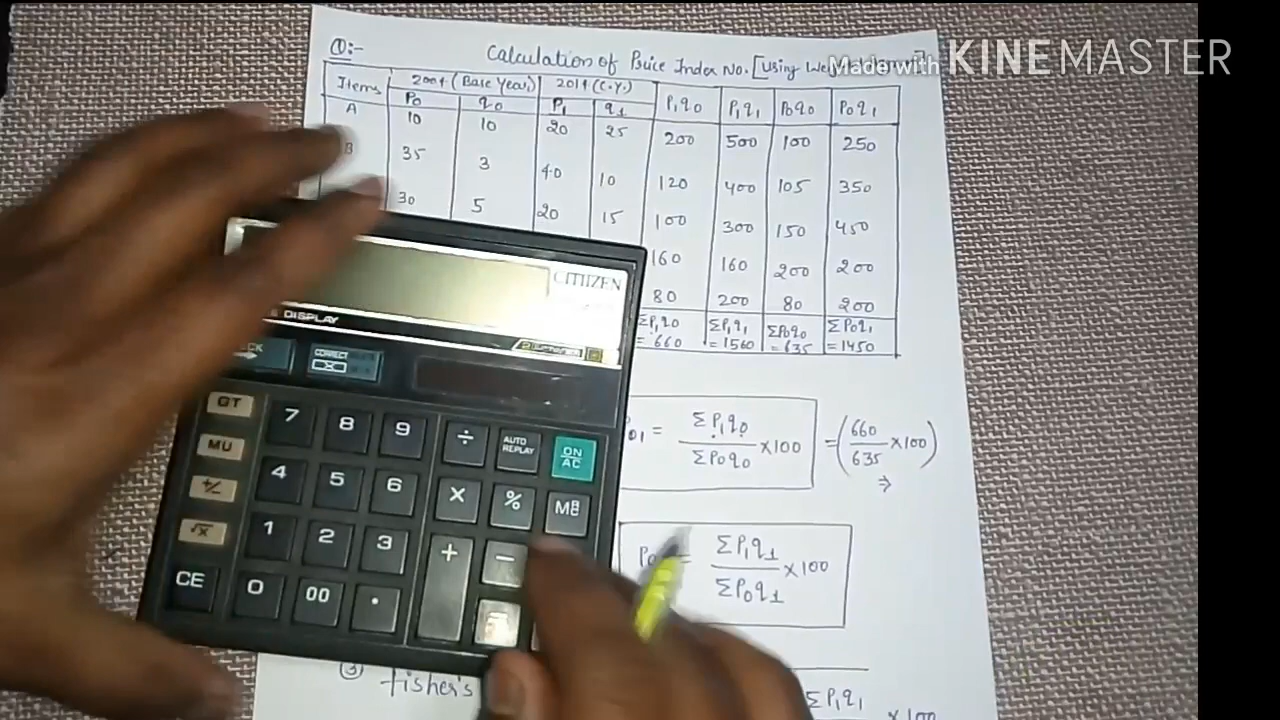 ①:-
Calculation of Price Index No. [Using
Made with KINEMASTER
Items 2004 (Base Year) 2014 (C.Y.) P₁q₀ P₁q₁ P₀q₀ P₀q₁
P₀ q₀ P₁ q₁
A 10 10 20 25 200 500 100 250
B 35 3 40 10 120 400 105 350
30 5 20 15 100 300 150 450
160 160 200 200
80 200 80 200
ΣP₁q₀ ΣP₁q₁ ΣP₀q₀ ΣP₀q₁
= 660 = 1560 = 635 = 1450
CITIZEN
DISPLAY
CORRECT
GT 7 8 9 ÷ AUTO REPLAY ON/AC
MU 4 5 6 × %
+/- 1 2 3 + −
√x
CE 0 00 .
01 = ΣP₁q₀ / ΣP₀q₀ ×100 = (660 / 635 ×100)
⇒
P0 = ΣP₁q₁ / ΣP₀q₁ ×100
③ Fisher's ΣP₁q₁ ×100